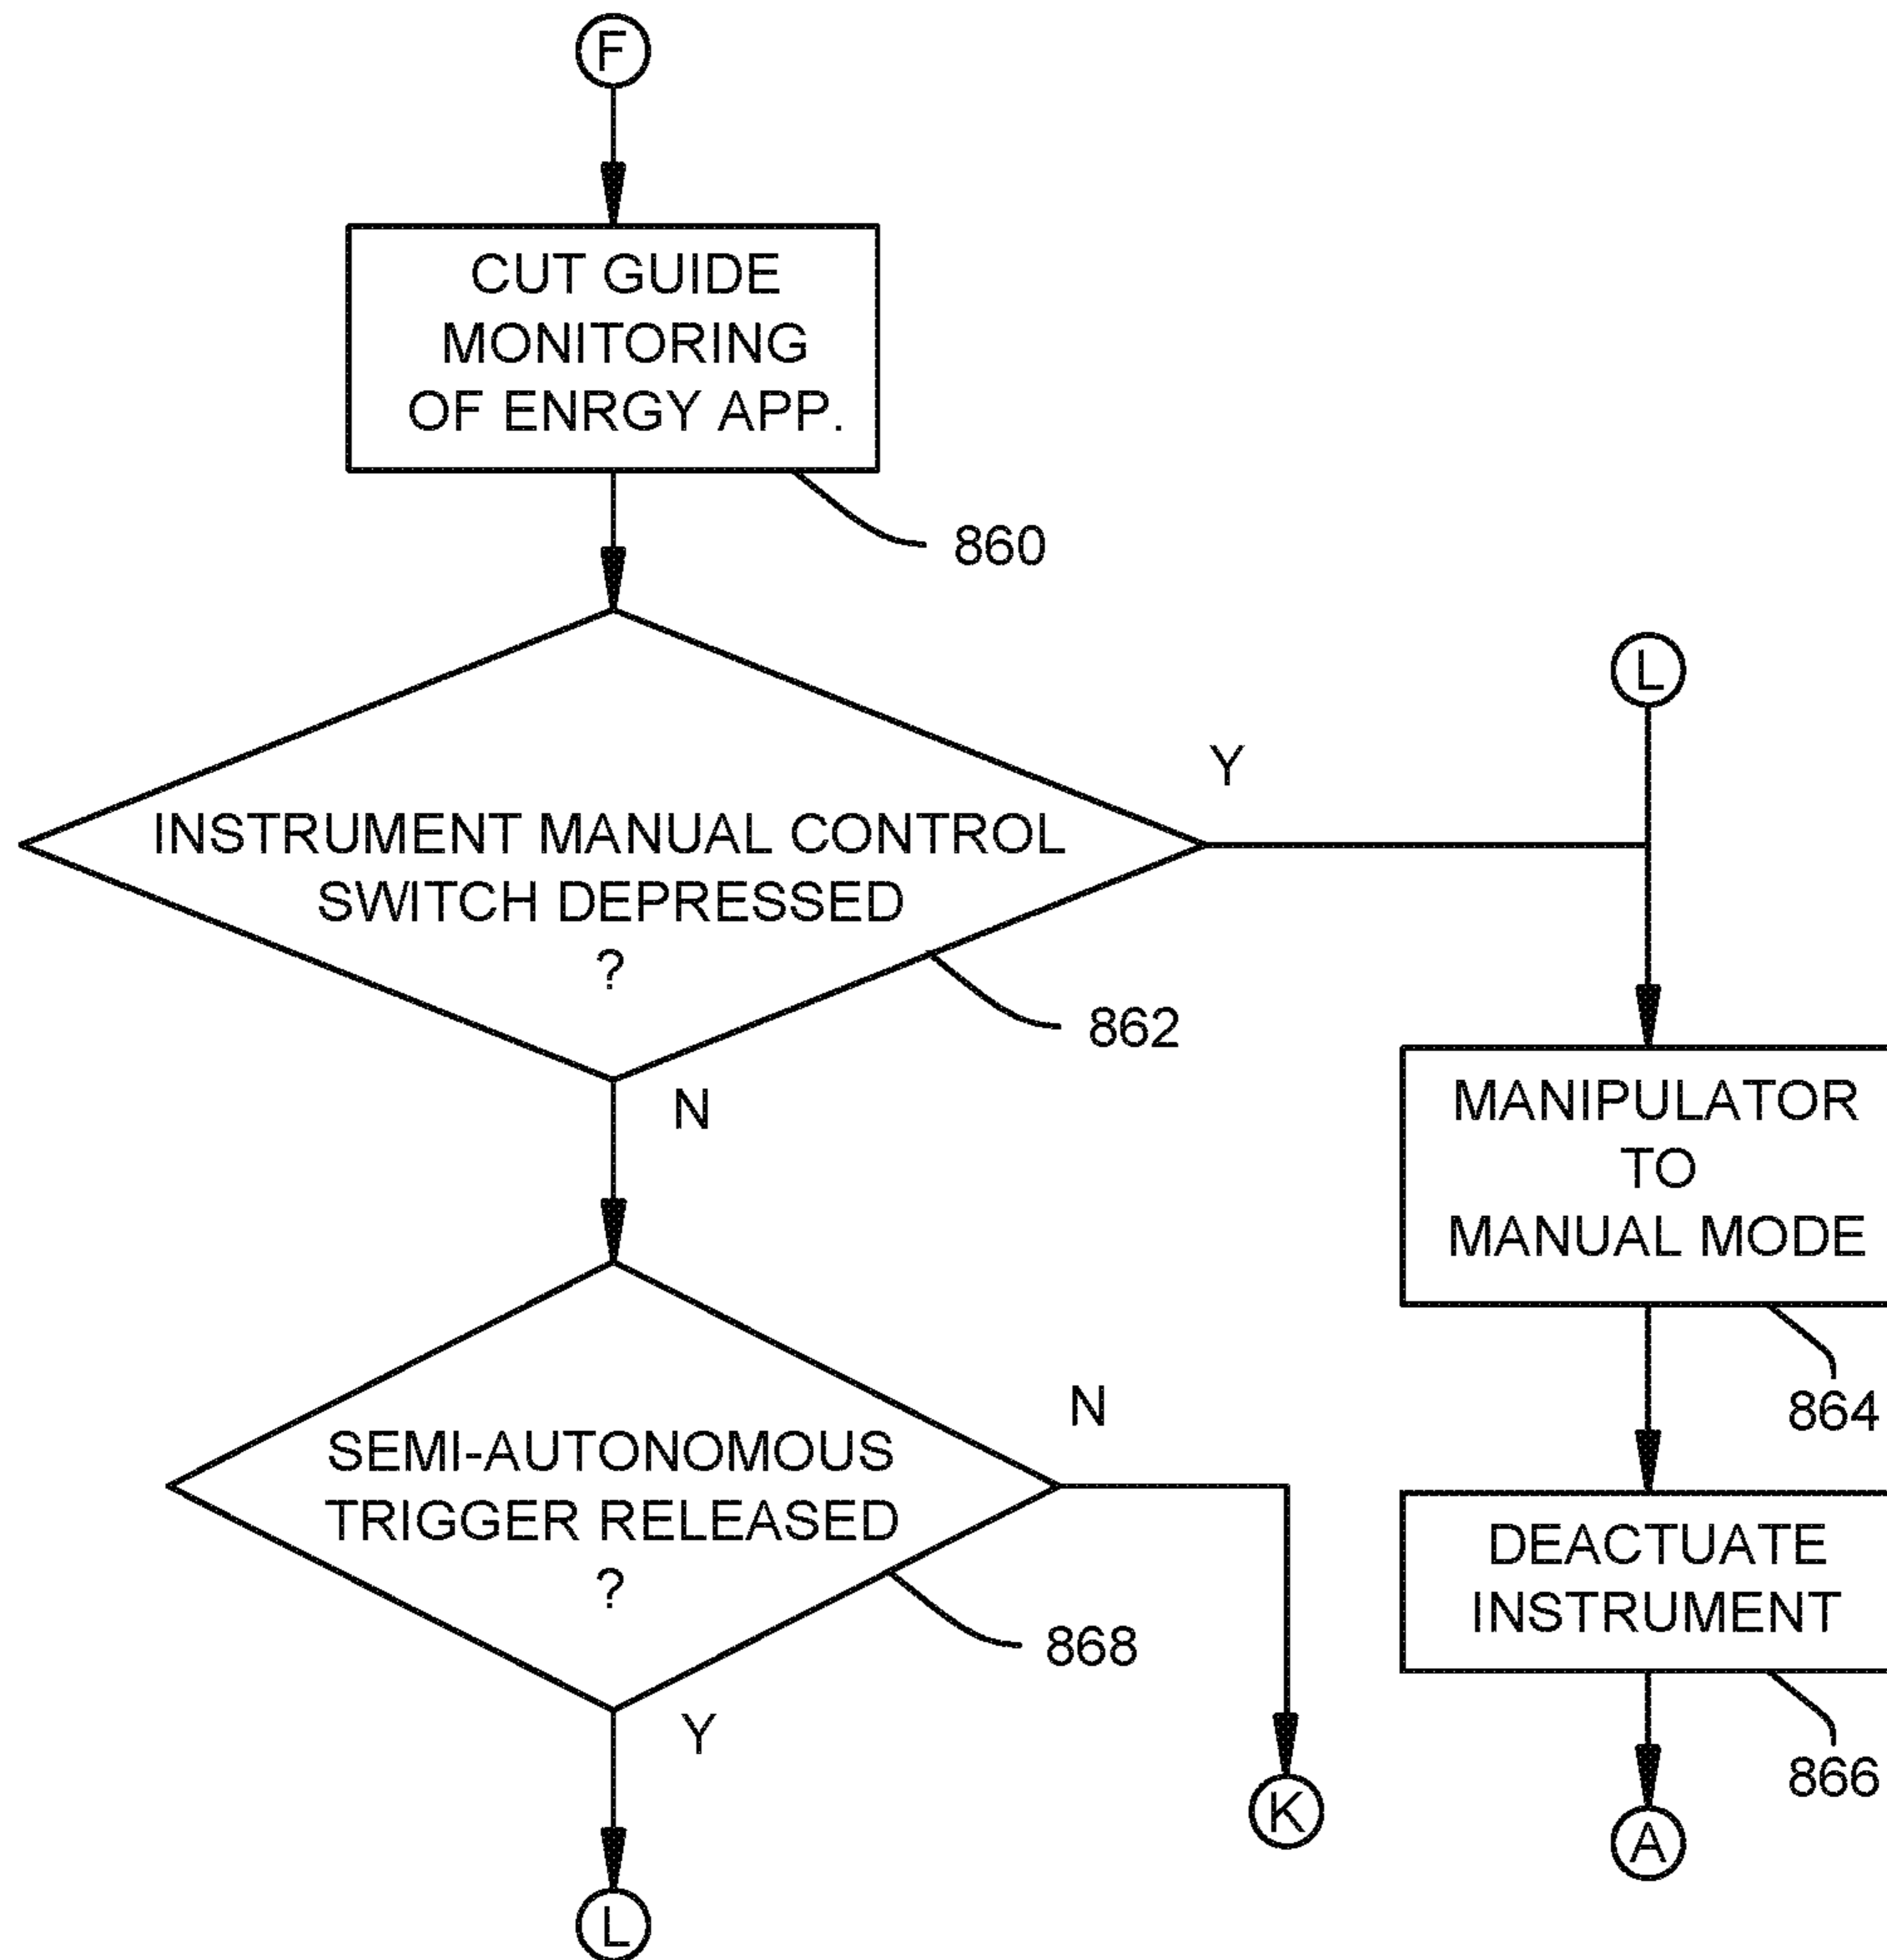 F
CUT GUIDE
MONITORING
OF ENRGY APP.
860
INSTRUMENT MANUAL CONTROL
SWITCH DEPRESSED
?
862
Y
N
L
MANIPULATOR
TO
MANUAL MODE
864
DEACTUATE
INSTRUMENT
866
A
SEMI-AUTONOMOUS
TRIGGER RELEASED
?
868
N
K
Y
L